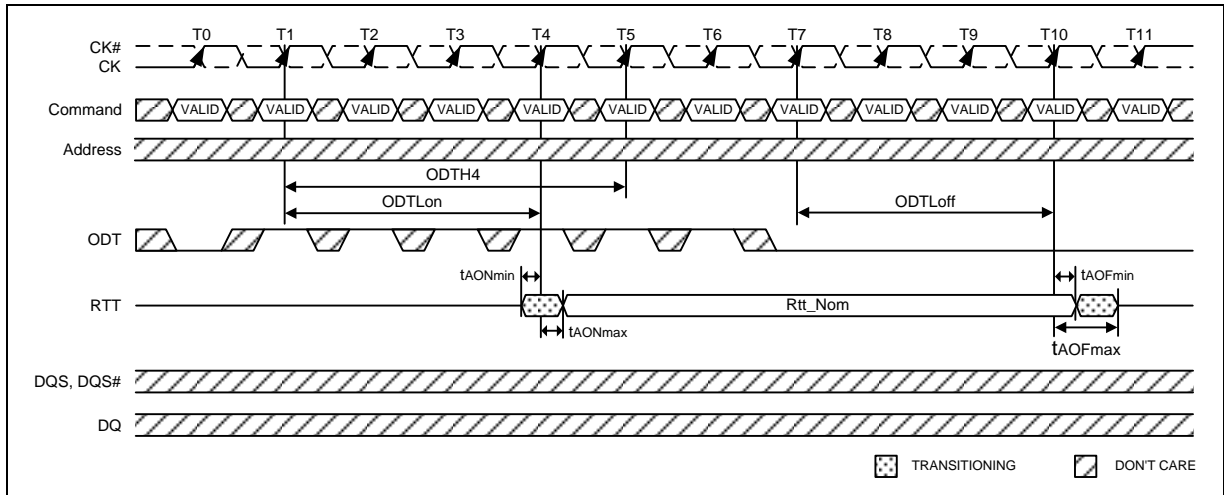 T0 T1 T2 T3 T4 T5 T6 T7 T8 T9 T10 T11
CK#
CK
Command VALID VALID VALID VALID VALID VALID VALID VALID VALID VALID VALID VALID
Address
ODTH4
ODTLon ODTLoff
ODT
tAONmin tAOFmin
RTT Rtt_Nom
tAONmax
tAOFmax
DQS, DQS#
DQ
TRANSITIONING DON'T CARE